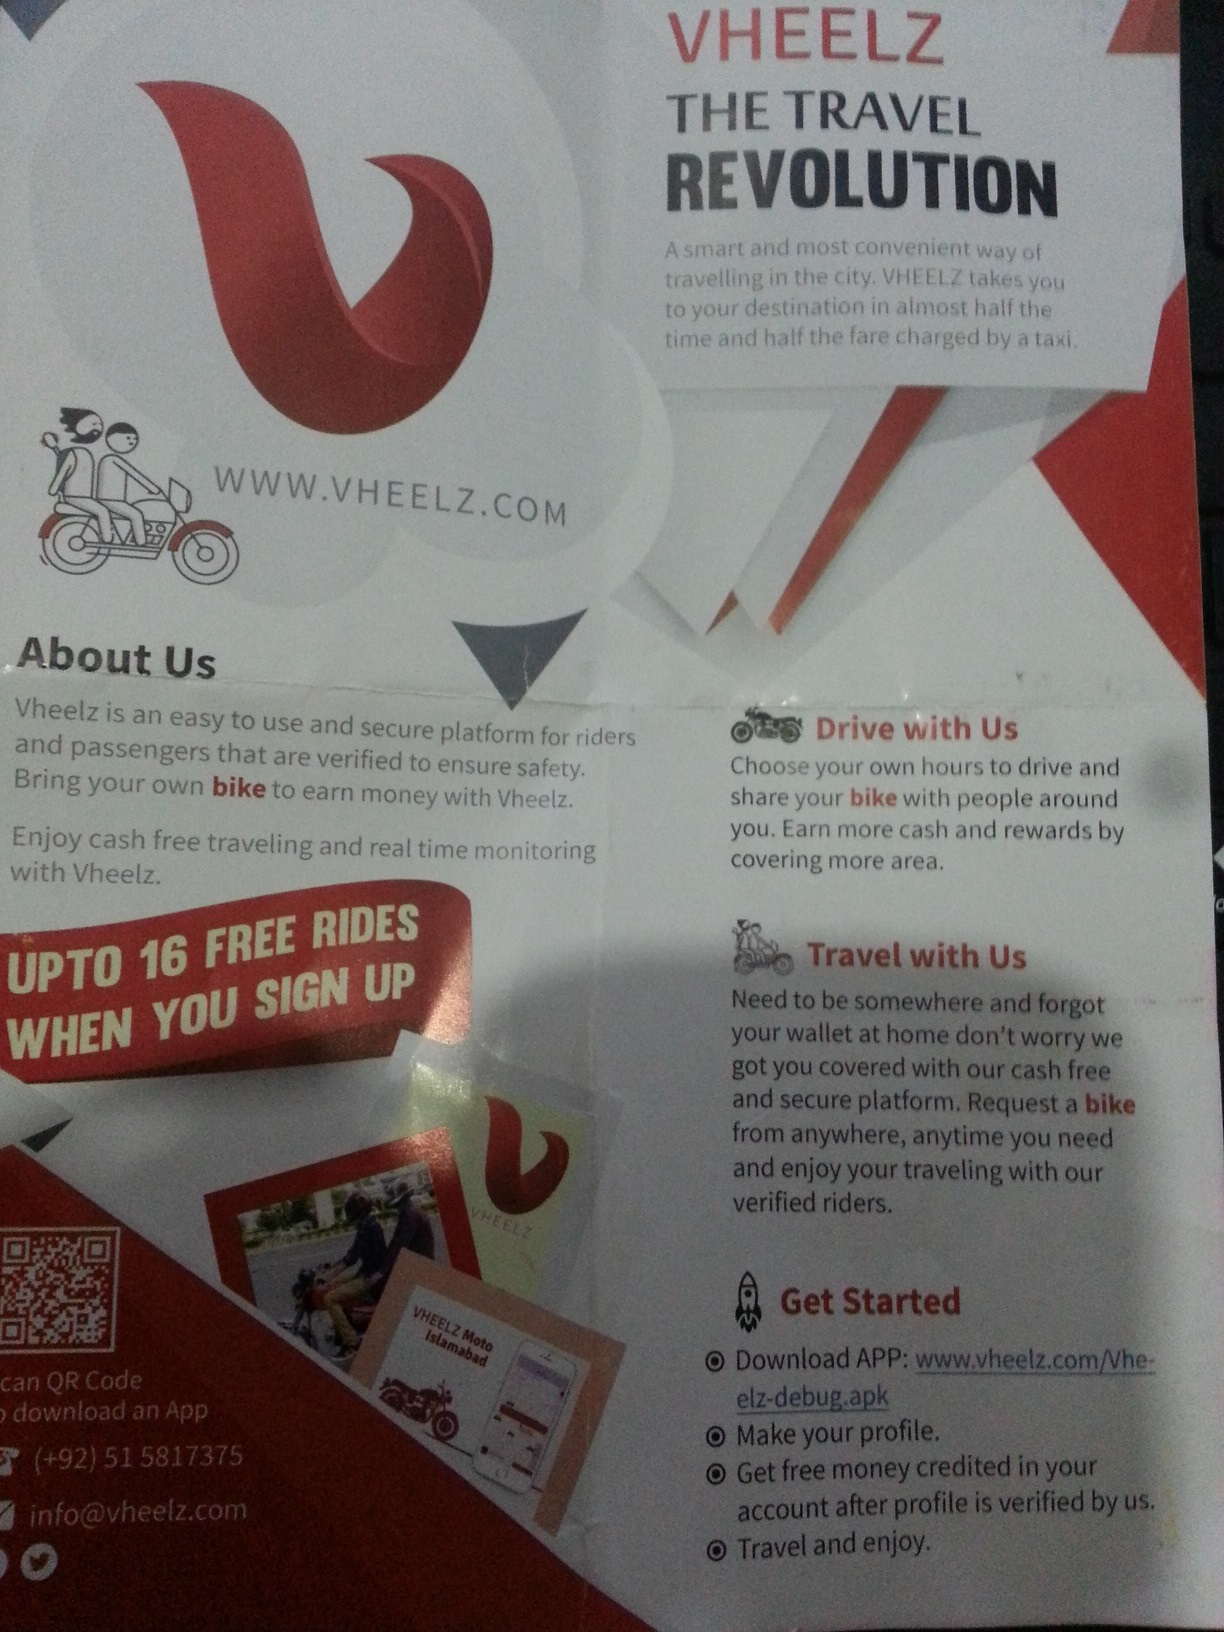 VHEELZ
THE TRAVEL
REVOLUTION
A smart and most convenient way of
travelling in the city. VHEELZ takes you
to your destination in almost half the
time and half the fare charged by a taxi.
WWW.VHEELZ.COM
About Us
Vheelz is an easy to use and secure platform for riders
and passengers that are verified to ensure safety.
Bring your own bike to earn money with Vheelz.
Enjoy cash free traveling and real time monitoring
with Vheelz.
UPTO 16 FREE RIDES
WHEN YOU SIGN UP
VHEELZ
VHEELZ Moto
Islamabad
can QR Code
o download an App
(+92) 51 5817375
info@vheelz.com
Drive with Us
Choose your own hours to drive and
share your bike with people around
you. Earn more cash and rewards by
covering more area.
Travel with Us
Need to be somewhere and forgot
your wallet at home don't worry we
got you covered with our cash free
and secure platform. Request a bike
from anywhere, anytime you need
and enjoy your traveling with our
verified riders.
Get Started
Download APP: www.vheelz.com/Vhe-
elz-debug.apk
Make your profile.
Get free money credited in your
account after profile is verified by us.
Travel and enjoy.